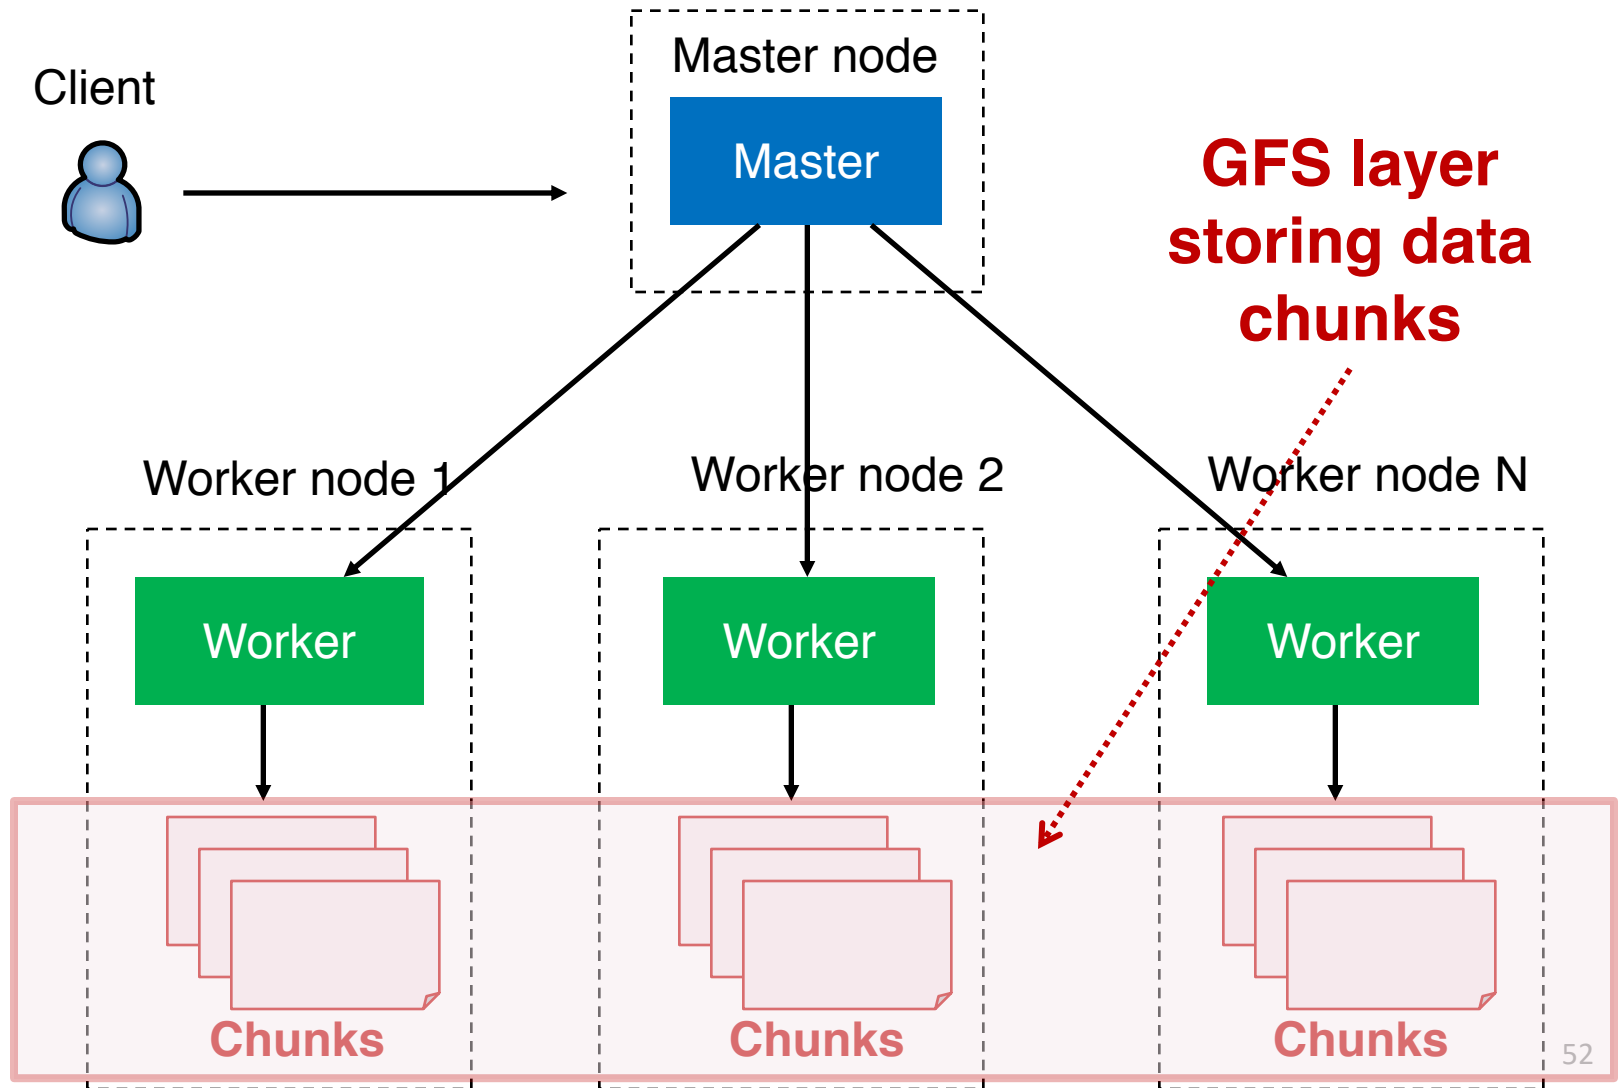 Master node
Client
Master
GFS layer
storing data
chunks
Worker node 1
Worker node 2
Worker node N
Worker
Worker
Worker
Chunks
Chunks
Chunks
52